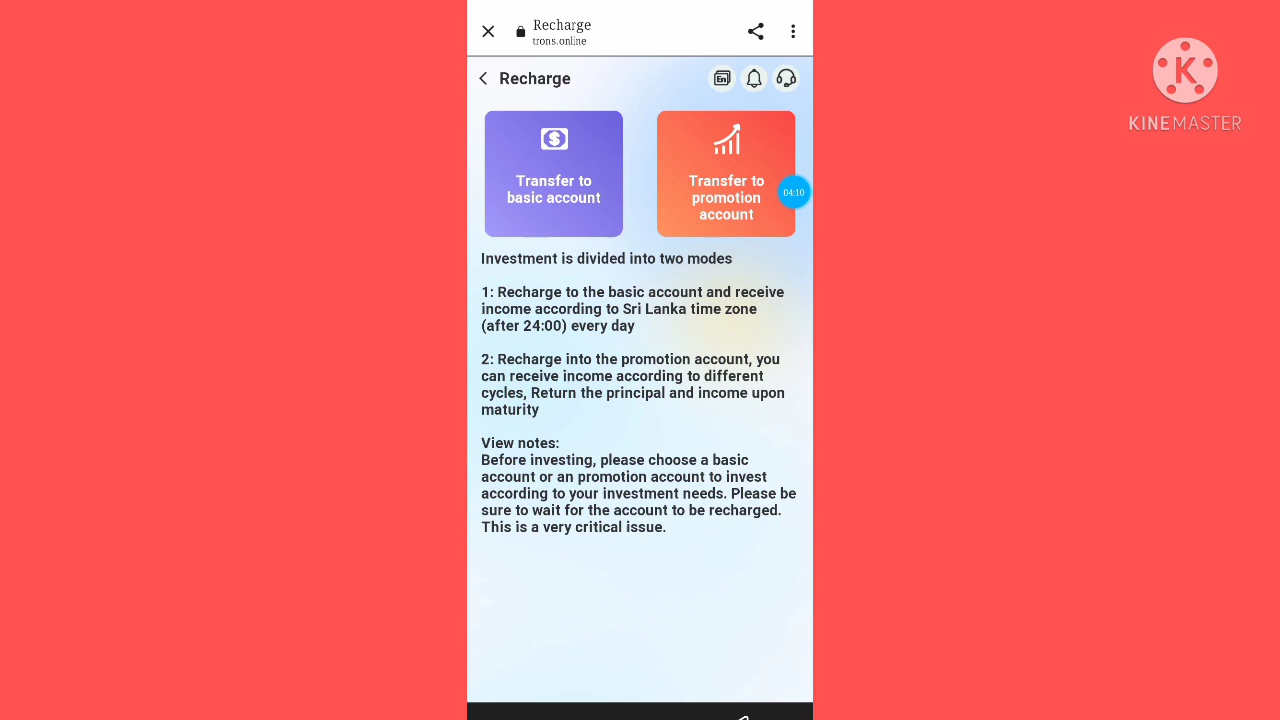 Recharge
trons.online
Recharge
En
Transfer to
basic account
Transfer to
promotion
account
04:10
Investment is divided into two modes
1: Recharge to the basic account and receive
income according to Sri Lanka time zone
(after 24:00) every day
2: Recharge into the promotion account, you
can receive income according to different
cycles, Return the principal and income upon
maturity
View notes:
Before investing, please choose a basic
account or an promotion account to invest
according to your investment needs. Please be
sure to wait for the account to be recharged.
This is a very critical issue.
K
KINEMASTER